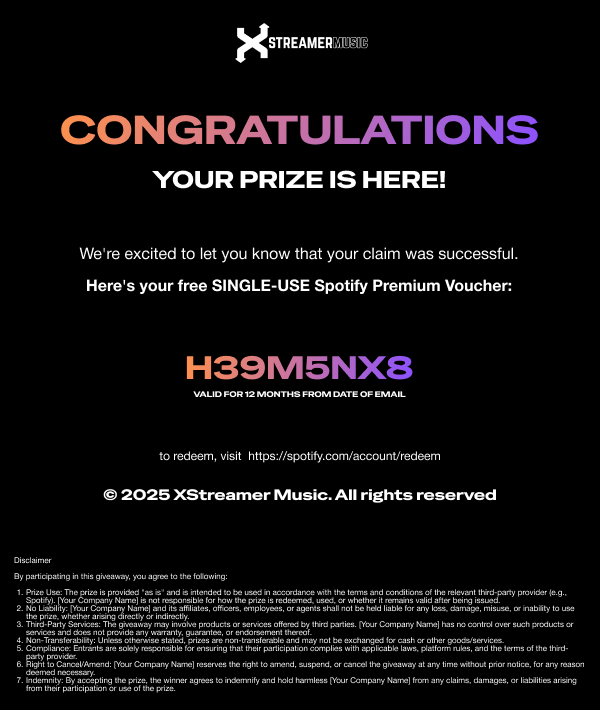 XSTREAMERMUSIC
CONGRATULATIONS
YOUR PRIZE IS HERE!
We're excited to let you know that your claim was successful.
Here's your free SINGLE-USE Spotify Premium Voucher:
H39M5NX8
VALID FOR 12 MONTHS FROM DATE OF EMAIL
to redeem, visit https://spotify.com/account/redeem
© 2025 XStreamer Music. All rights reserved
Disclaimer
By participating in this giveaway, you agree to the following:
1. Prize Use: The prize is provided "as is" and is intended to be used in accordance with the terms and conditions of the relevant third-party provider (e.g.,
Spotify). [Your Company Name] is not responsible for how the prize is redeemed, used, or whether it remains valid after being issued.
2. No Liability: [Your Company Name] and its affiliates, officers, employees, or agents shall not be held liable for any loss, damage, misuse, or inability to use
the prize, whether arising directly or indirectly.
3. Third-Party Services: The giveaway may involve products or services offered by third parties. [Your Company Name] has no control over such products or
services and does not provide any warranty, guarantee, or endorsement thereof.
4. Non-Transferability: Unless otherwise stated, prizes are non-transferable and may not be exchanged for cash or other goods/services.
5. Compliance: Entrants are solely responsible for ensuring that their participation complies with applicable laws, platform rules, and the terms of the third-
party provider.
6. Right to Cancel/Amend: [Your Company Name] reserves the right to amend, suspend, or cancel the giveaway at any time without prior notice, for any reason
deemed necessary.
7. Indemnity: By accepting the prize, the winner agrees to indemnify and hold harmless [Your Company Name] from any claims, damages, or liabilities arising
from their participation or use of the prize.